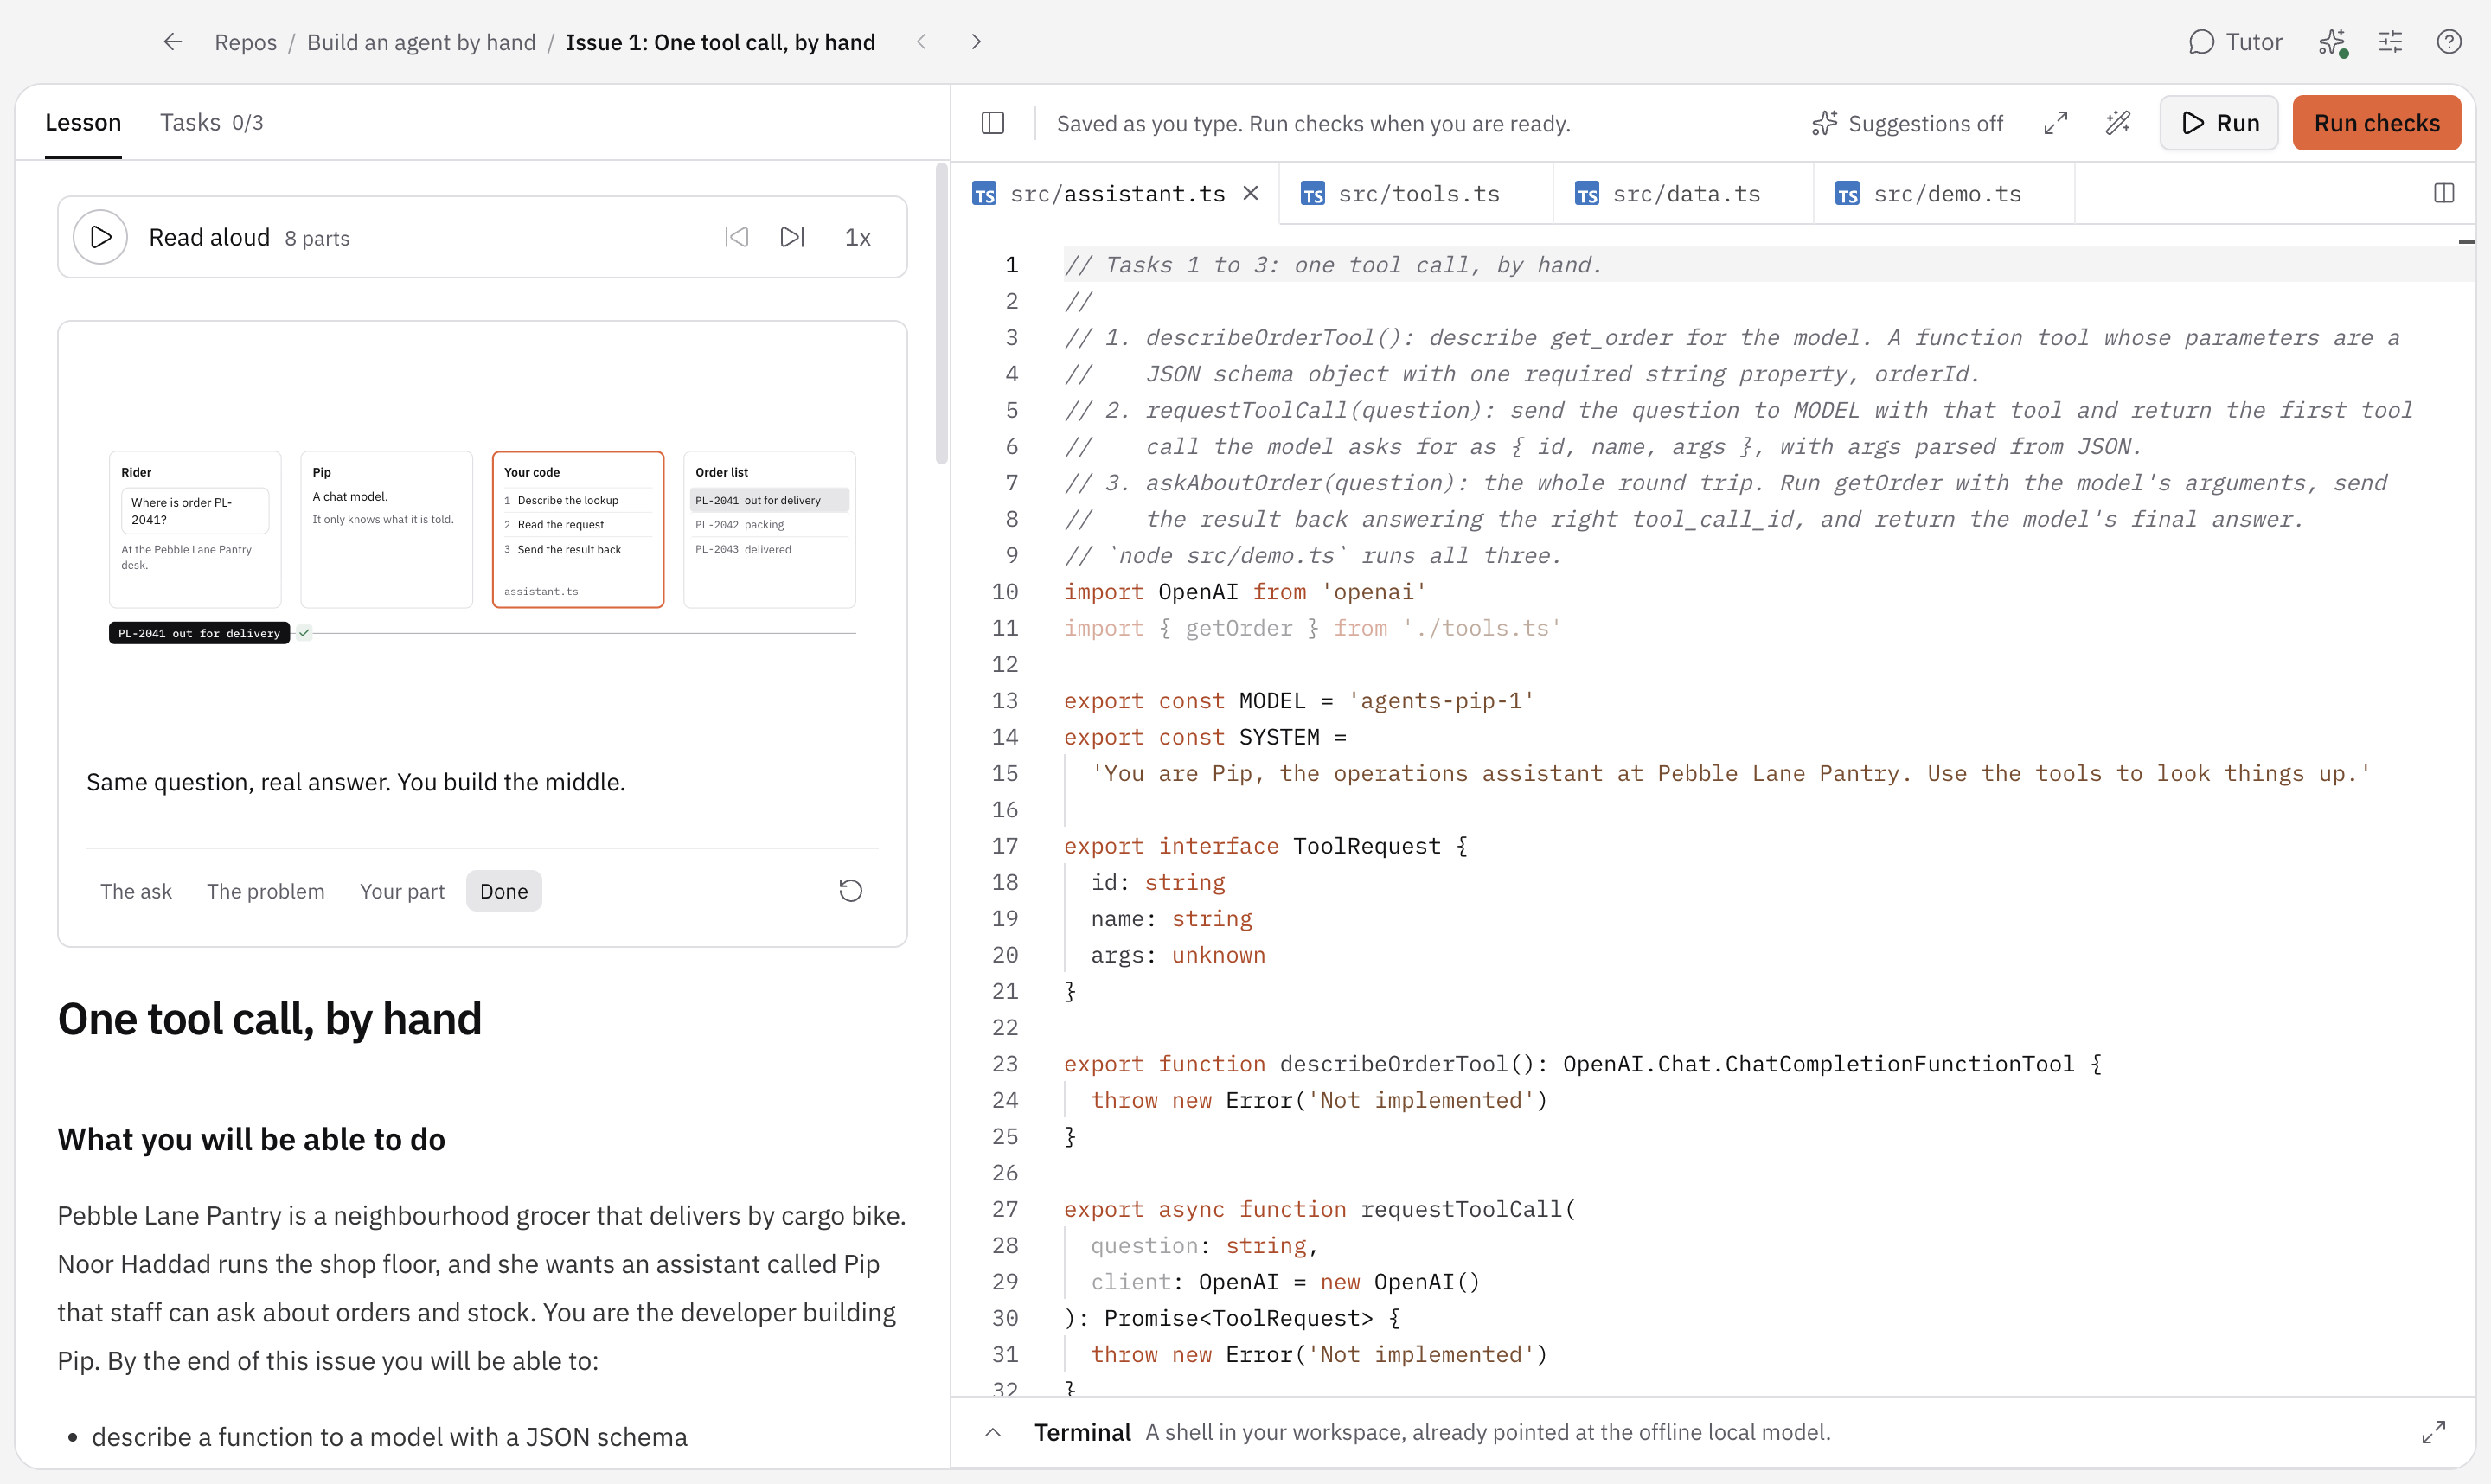 Repos / Build an agent by hand / Issue 1: One tool call, by hand
Tutor
Lesson
Tasks 0/3
Read aloud 8 parts
1x
Rider
Where is order PL-
2041?
At the Pebble Lane Pantry
desk.
Pip
A chat model.
It only knows what it is told.
Your code
1 Describe the lookup
2 Read the request
3 Send the result back
assistant.ts
Order list
PL-2041 out for delivery
PL-2042 packing
PL-2043 delivered
PL-2041 out for delivery
Same question, real answer. You build the middle.
The ask
The problem
Your part
Done
One tool call, by hand
What you will be able to do
Pebble Lane Pantry is a neighbourhood grocer that delivers by cargo bike.
Noor Haddad runs the shop floor, and she wants an assistant called Pip
that staff can ask about orders and stock. You are the developer building
Pip. By the end of this issue you will be able to:
• describe a function to a model with a JSON schema
Saved as you type. Run checks when you are ready.
Suggestions off
Run
Run checks
TS src/assistant.ts
TS src/tools.ts
TS src/data.ts
TS src/demo.ts
1 // Tasks 1 to 3: one tool call, by hand.
2 //
3 // 1. describeOrderTool(): describe get_order for the model. A function tool whose parameters are a
4 //    JSON schema object with one required string property, orderId.
5 // 2. requestToolCall(question): send the question to MODEL with that tool and return the first tool
6 //    call the model asks for as { id, name, args }, with args parsed from JSON.
7 // 3. askAboutOrder(question): the whole round trip. Run getOrder with the model's arguments, send
8 //    the result back answering the right tool_call_id, and return the model's final answer.
9 // `node src/demo.ts` runs all three.
10 import OpenAI from 'openai'
11 import { getOrder } from './tools.ts'
12
13 export const MODEL = 'agents-pip-1'
14 export const SYSTEM =
15   'You are Pip, the operations assistant at Pebble Lane Pantry. Use the tools to look things up.'
16
17 export interface ToolRequest {
18   id: string
19   name: string
20   args: unknown
21 }
22
23 export function describeOrderTool(): OpenAI.Chat.ChatCompletionFunctionTool {
24   throw new Error('Not implemented')
25 }
26
27 export async function requestToolCall(
28   question: string,
29   client: OpenAI = new OpenAI()
30 ): Promise<ToolRequest> {
31   throw new Error('Not implemented')
32 }
Terminal A shell in your workspace, already pointed at the offline local model.